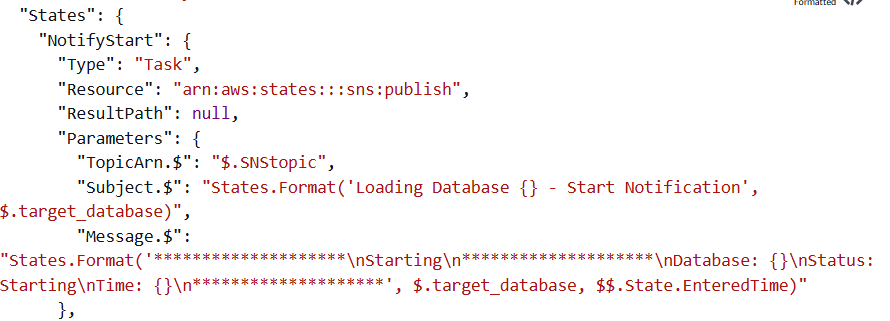 Formatted </>
"States": {
"NotifyStart": {
"Type": "Task",
"Resource": "arn:aws:states:::sns:publish",
"ResultPath": null,
"Parameters": {
"TopicArn.$": "$.SNStopic",
"Subject.$": "States.Format('Loading Database {} - Start Notification',
$.target_database)",
"Message.$":
"States.Format('********************\nStarting\n********************\nDatabase: {}\nStatus:
Starting\nTime: {}\n********************', $.target_database, $$.State.EnteredTime)"
},